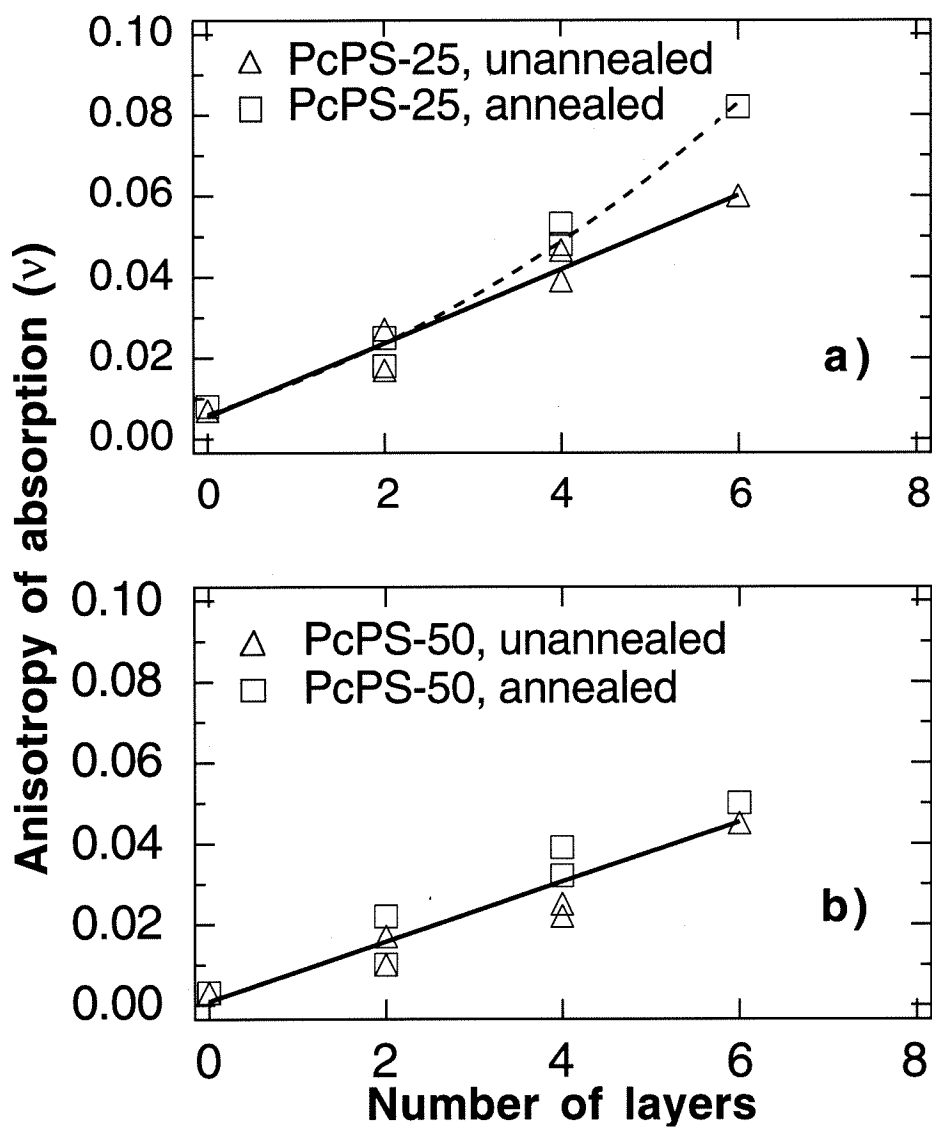 Anisotropy of absorption (ν)
0.10
0.08
0.06
0.04
0.02
0.00
PcPS-25, unannealed
PcPS-25, annealed
a)
0 2 4 6 8
0.10
0.08
0.06
0.04
0.02
0.00
PcPS-50, unannealed
PcPS-50, annealed
b)
0 2 4 6 8
Number of layers